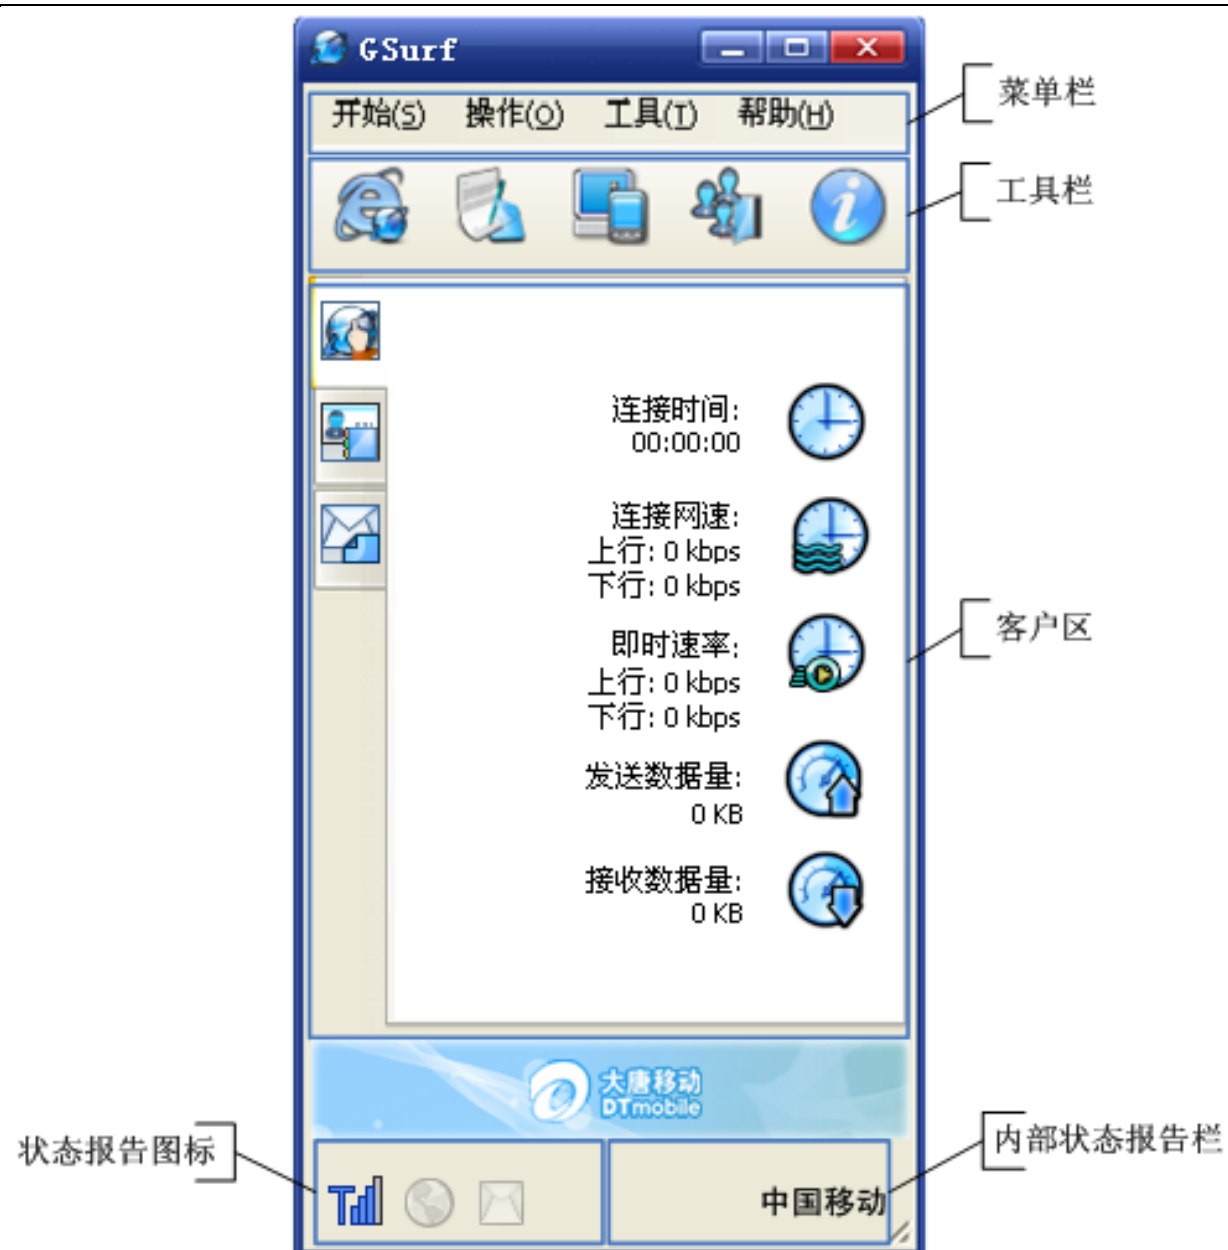 GSurf
菜单栏
开始(S) 操作(O) 工具(T) 帮助(H)
工具栏
连接时间:
00:00:00
连接网速:
上行: 0 kbps
下行: 0 kbps
客户区
即时速率:
上行: 0 kbps
下行: 0 kbps
发送数据量:
0 KB
接收数据量:
0 KB
大唐移动
DTmobile
状态报告图标
内部状态报告栏
中国移动